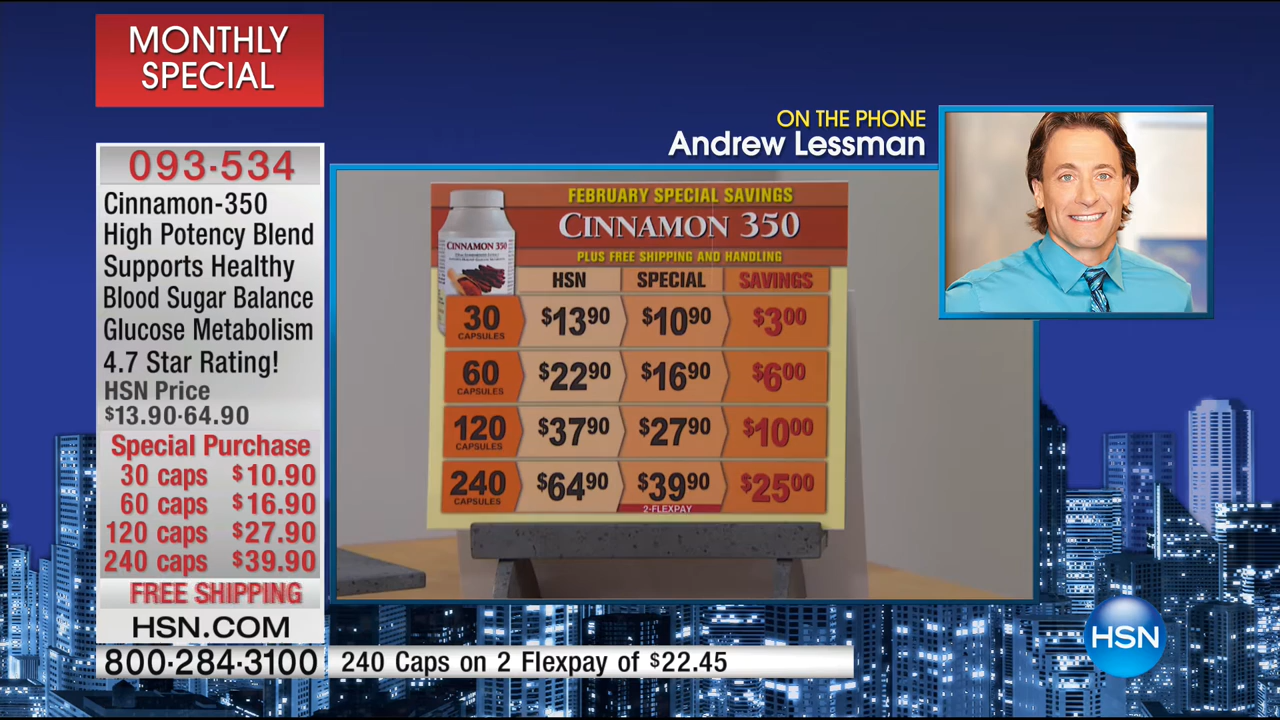 MONTHLY
SPECIAL
093·534
Cinnamon-350
High Potency Blend
Supports Healthy
Blood Sugar Balance
Glucose Metabolism
4.7 Star Rating!
HSN Price
$13.90-64.90
Special Purchase
30 caps $10.90
60 caps $16.90
120 caps $27.90
240 caps $39.90
FREE SHIPPING
HSN.COM
800·284·3100
240 Caps on 2 Flexpay of $22.45
ON THE PHONE
Andrew Lessman
FEBRUARY SPECIAL SAVINGS
CINNAMON 350
PLUS FREE SHIPPING AND HANDLING
CINNAMON 350
HSN SPECIAL SAVINGS
30 CAPSULES $13.90 $10.90 $3.00
60 CAPSULES $22.90 $16.90 $6.00
120 CAPSULES $37.90 $27.90 $10.00
240 CAPSULES $64.90 $39.90 $25.00
2-FLEXPAY
HSN